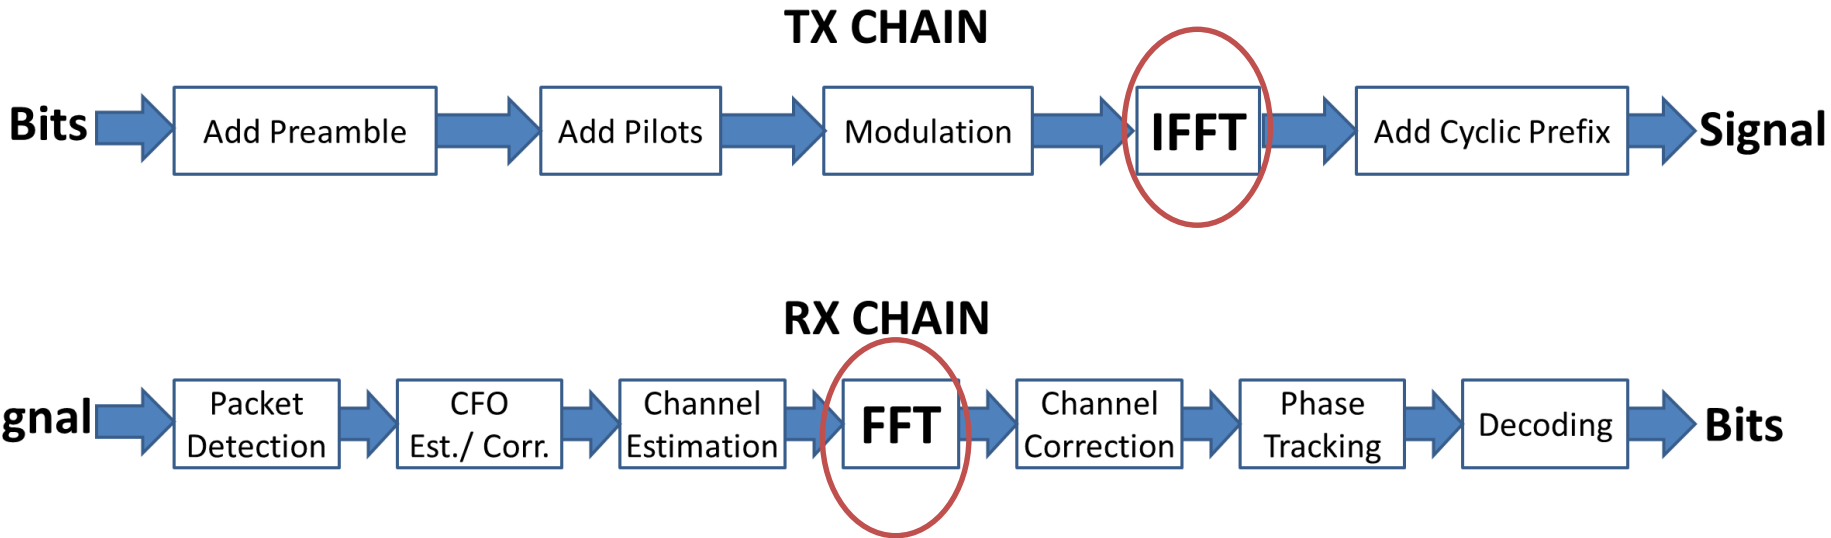 TX CHAIN
Bits
Add Preamble
Add Pilots
Modulation
IFFT
Add Cyclic Prefix
Signal
RX CHAIN
gnal
Packet
Detection
CFO
Est./ Corr.
Channel
Estimation
FFT
Channel
Correction
Phase
Tracking
Decoding
Bits